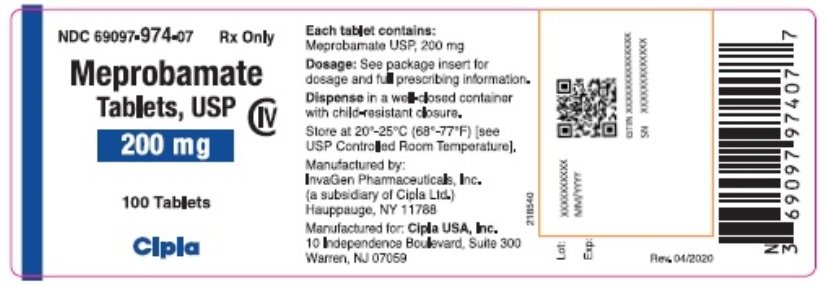 NDC 69097-974-07 Rx Only
Meprobamate
Tablets, USP
CIV
200 mg
100 Tablets
Cipla
Each tablet contains:
Meprobamate USP, 200 mg
Dosage: See package insert for
dosage and full prescribing information.
Dispense in a well-closed container
with child-resistant closure.
Store at 20°-25°C (68°-77°F) [see
USP Controlled Room Temperature].
Manufactured by:
InvaGen Pharmaceuticals, Inc.
(a subsidiary of Cipla Ltd.)
Hauppauge, NY 11788
Manufactured for: Cipla USA, Inc.
10 Independence Boulevard, Suite 300
Warren, NJ 07059
218540
Lot: XXXXXXXXXX
Exp: MM/YYYY
GTIN XXXXXXXXXXXXXX
SN XXXXXXXXXXXXXX
Rev. 04/2020
N
3 69097 97407 7